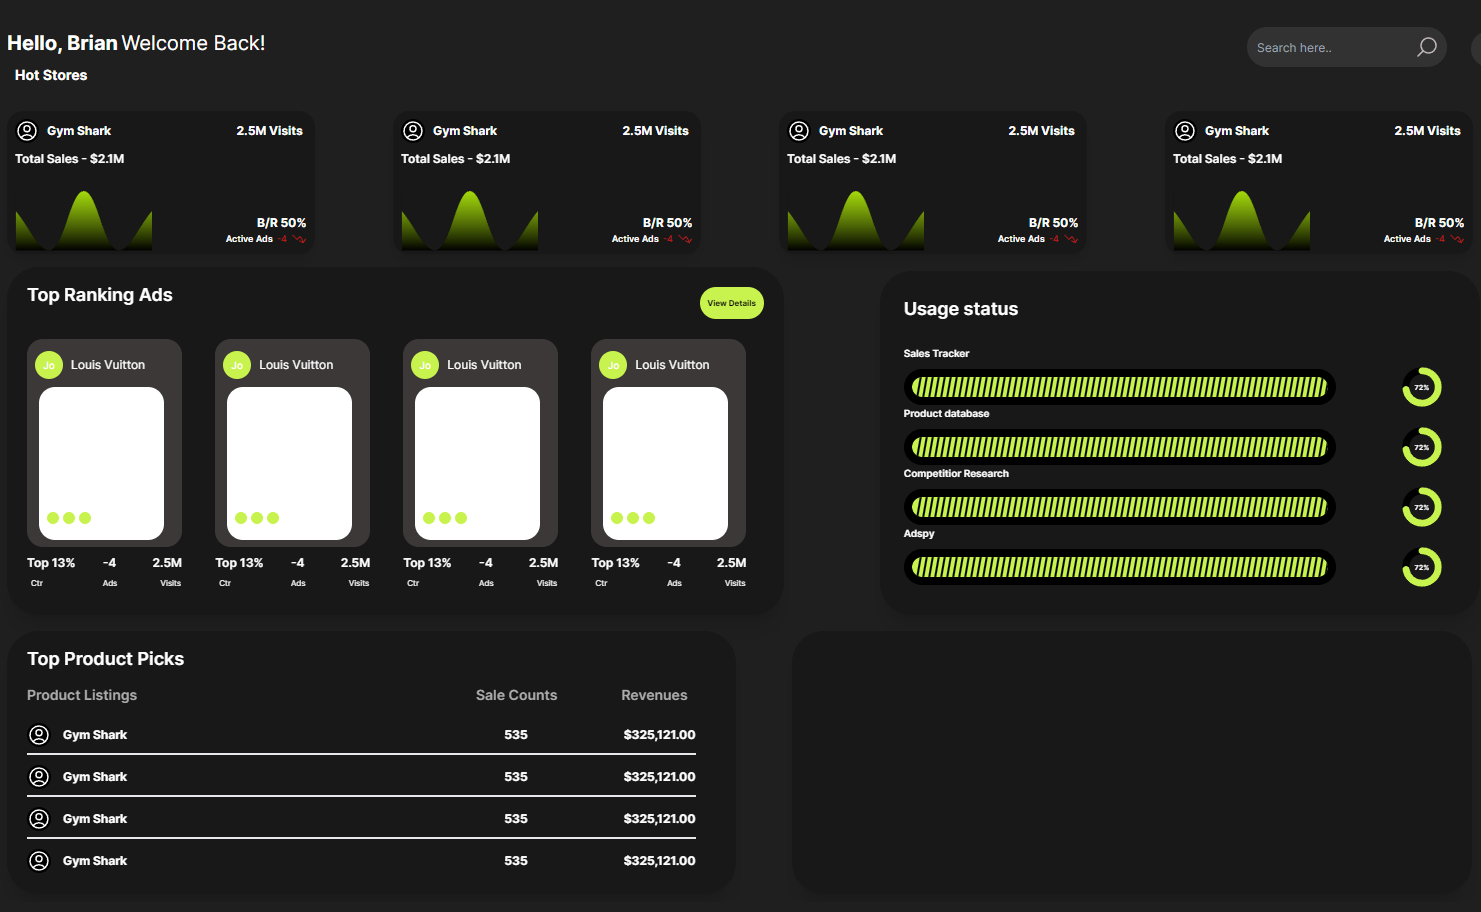 Hello, Brian Welcome Back!
Search here..
Hot Stores
Gym Shark 2.5M Visits
Total Sales - $2.1M
B/R 50%
Active Ads -4
Gym Shark 2.5M Visits
Total Sales - $2.1M
B/R 50%
Active Ads -4
Gym Shark 2.5M Visits
Total Sales - $2.1M
B/R 50%
Active Ads -4
Gym Shark 2.5M Visits
Total Sales - $2.1M
B/R 50%
Active Ads -4
Top Ranking Ads
View Details
Jo Louis Vuitton
Top 13% -4 2.5M
Ctr Ads Visits
Jo Louis Vuitton
Top 13% -4 2.5M
Ctr Ads Visits
Jo Louis Vuitton
Top 13% -4 2.5M
Ctr Ads Visits
Jo Louis Vuitton
Top 13% -4 2.5M
Ctr Ads Visits
Usage status
Sales Tracker
72%
Product database
72%
Competitior Research
72%
Adspy
72%
Top Product Picks
Product Listings Sale Counts Revenues
Gym Shark 535 $325,121.00
Gym Shark 535 $325,121.00
Gym Shark 535 $325,121.00
Gym Shark 535 $325,121.00